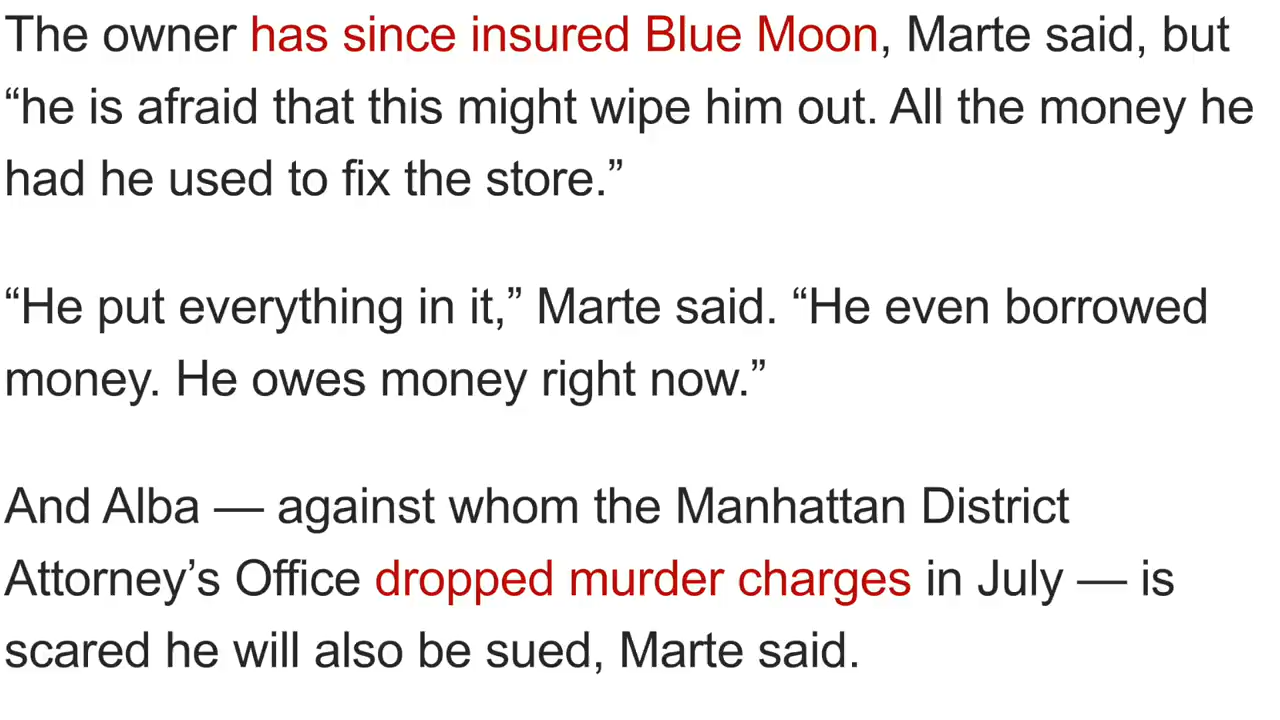 The owner has since insured Blue Moon, Marte said, but
“he is afraid that this might wipe him out. All the money he
had he used to fix the store.”
“He put everything in it,” Marte said. “He even borrowed
money. He owes money right now.”
And Alba — against whom the Manhattan District
Attorney’s Office dropped murder charges in July — is
scared he will also be sued, Marte said.